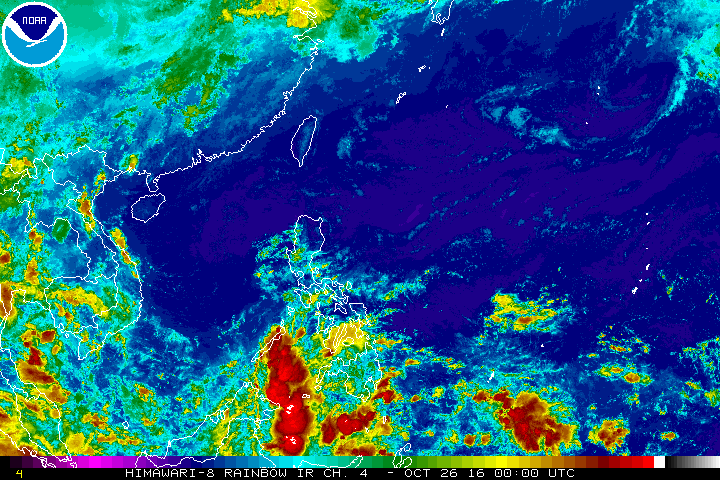 NOAA
4 HIMAWARI-8 RAINBOW IR CH. 4 - OCT 26 16 00:00 UTC